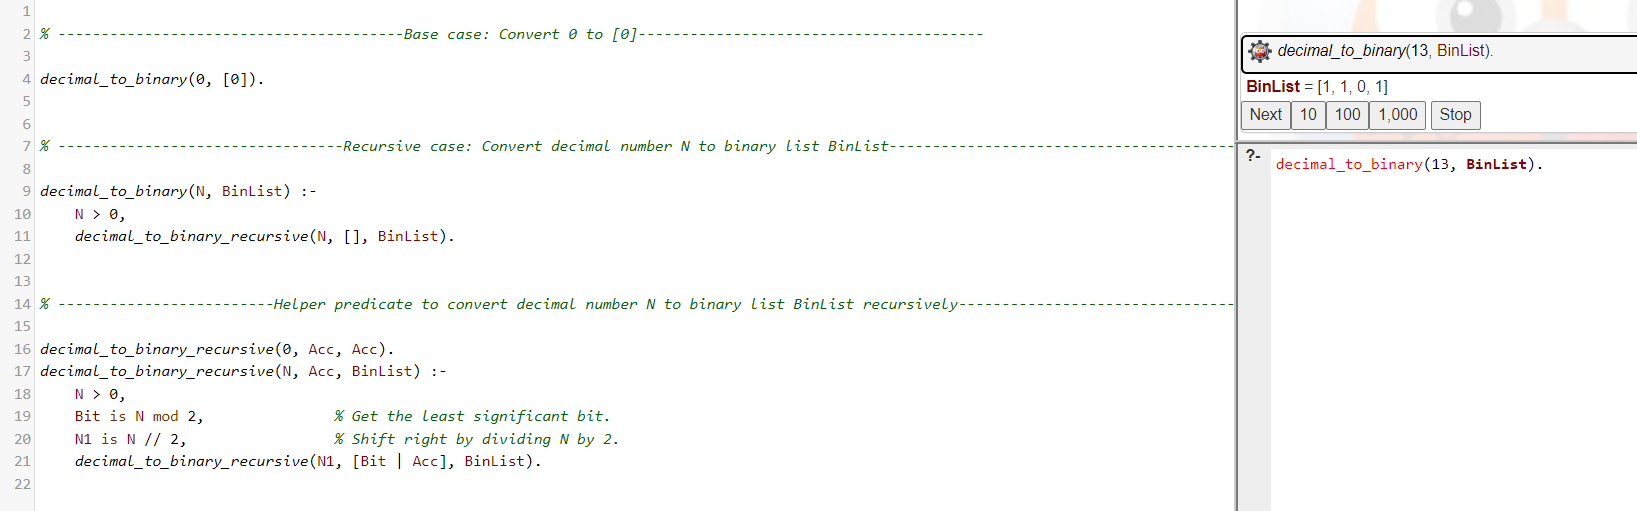 1
2 % ----------------------------------------Base case: Convert 0 to [0]----------------------------------------
3
4 decimal_to_binary(0, [0]).
5
6
7 % ---------------------------------Recursive case: Convert decimal number N to binary list BinList----------------------------------------
8
9 decimal_to_binary(N, BinList) :-
10 N > 0,
11 decimal_to_binary_recursive(N, [], BinList).
12
13
14 % -------------------------Helper predicate to convert decimal number N to binary list BinList recursively--------------------------------
15
16 decimal_to_binary_recursive(0, Acc, Acc).
17 decimal_to_binary_recursive(N, Acc, BinList) :-
18 N > 0,
19 Bit is N mod 2, % Get the least significant bit.
20 N1 is N // 2, % Shift right by dividing N by 2.
21 decimal_to_binary_recursive(N1, [Bit | Acc], BinList).
22
decimal_to_binary(13, BinList).
BinList = [1, 1, 0, 1]
Next 10 100 1,000 Stop
?- decimal_to_binary(13, BinList).